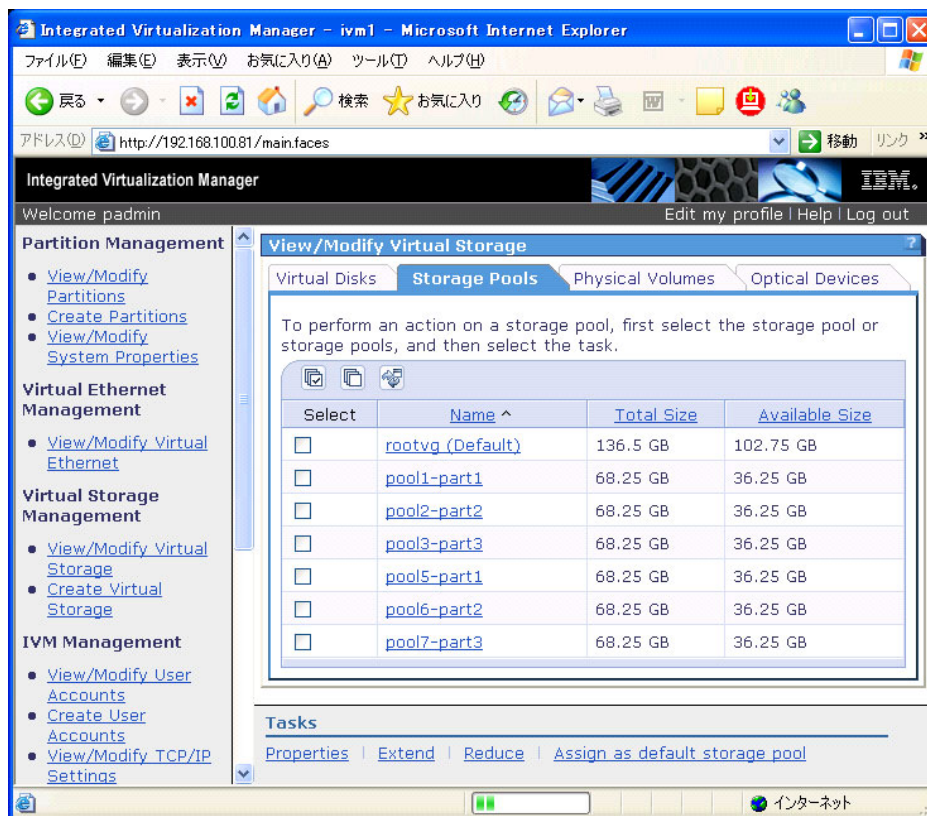 Integrated Virtualization Manager - ivm1 - Microsoft Internet Explorer
ファイル(F) 編集(E) 表示(V) お気に入り(A) ツール(T) ヘルプ(H)
戻る 検索 お気に入り
アドレス(D) http://192.168.100.81/main.faces 移動 リンク »
Integrated Virtualization Manager IBM.
Welcome padmin Edit my profile | Help | Log out
Partition Management
View/Modify
Partitions
Create Partitions
View/Modify
System Properties
Virtual Ethernet
Management
View/Modify Virtual
Ethernet
Virtual Storage
Management
View/Modify Virtual
Storage
Create Virtual
Storage
IVM Management
View/Modify User
Accounts
Create User
Accounts
View/Modify TCP/IP
Settings
View/Modify Virtual Storage ?
Virtual Disks Storage Pools Physical Volumes Optical Devices
To perform an action on a storage pool, first select the storage pool or
storage pools, and then select the task.
Select Name ^ Total Size Available Size
rootvg (Default) 136.5 GB 102.75 GB
pool1-part1 68.25 GB 36.25 GB
pool2-part2 68.25 GB 36.25 GB
pool3-part3 68.25 GB 36.25 GB
pool5-part1 68.25 GB 36.25 GB
pool6-part2 68.25 GB 36.25 GB
pool7-part3 68.25 GB 36.25 GB
Tasks
Properties | Extend | Reduce | Assign as default storage pool
インターネット